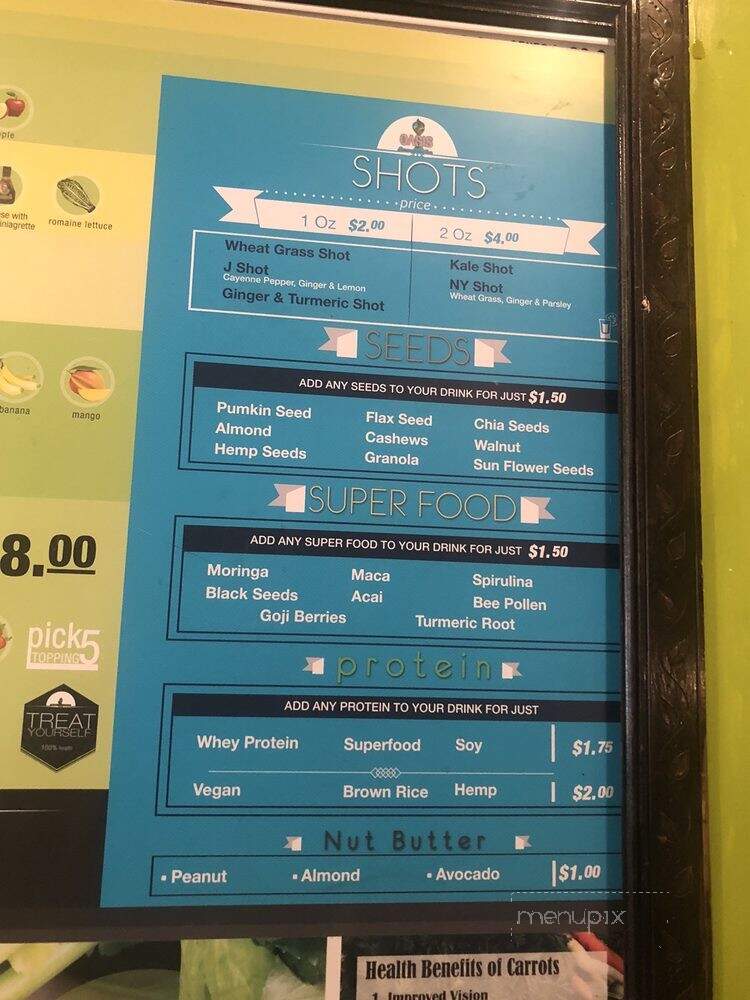 OASIS
SHOTS
price
1 Oz $2.00
2 Oz $4.00
Wheat Grass Shot
J Shot
Cayenne Pepper, Ginger & Lemon
Ginger & Turmeric Shot
Kale Shot
NY Shot
Wheat Grass, Ginger & Parsley
SEEDS
ADD ANY SEEDS TO YOUR DRINK FOR JUST $1.50
Pumkin Seed Flax Seed Chia Seeds
Almond Cashews Walnut
Hemp Seeds Granola Sun Flower Seeds
SUPER FOOD
ADD ANY SUPER FOOD TO YOUR DRINK FOR JUST $1.50
Moringa Maca Spirulina
Black Seeds Acai Bee Pollen
Goji Berries Turmeric Root
protein
ADD ANY PROTEIN TO YOUR DRINK FOR JUST
Whey Protein Superfood Soy $1.75
Vegan Brown Rice Hemp $2.00
Nut Butter
• Peanut • Almond • Avocado $1.00
ple
se with
iniagrette
romaine lettuce
banana
mango
8.00
pick5
TOPPING
TREAT
YOURSELF
100% health
menupix
Health Benefits of Carrots
1. Improved Vision